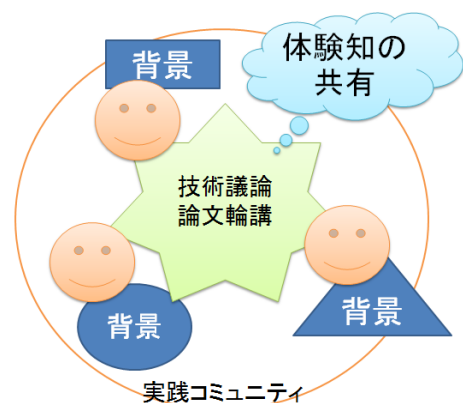 背景
体験知の
共有
技術議論
論文輪講
背景
背景
実践コミュニティ